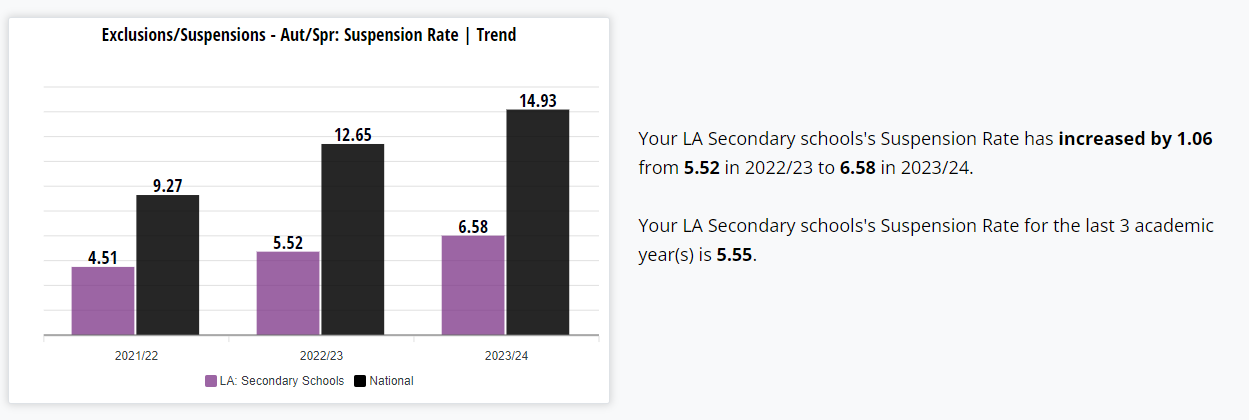 Exclusions/Suspensions - Aut/Spr: Suspension Rate | Trend
14.93
12.65
9.27
6.58
5.52
4.51
2021/22 2022/23 2023/24
LA: Secondary Schools National
Your LA Secondary schools's Suspension Rate has increased by 1.06
from 5.52 in 2022/23 to 6.58 in 2023/24.
Your LA Secondary schools's Suspension Rate for the last 3 academic
year(s) is 5.55.